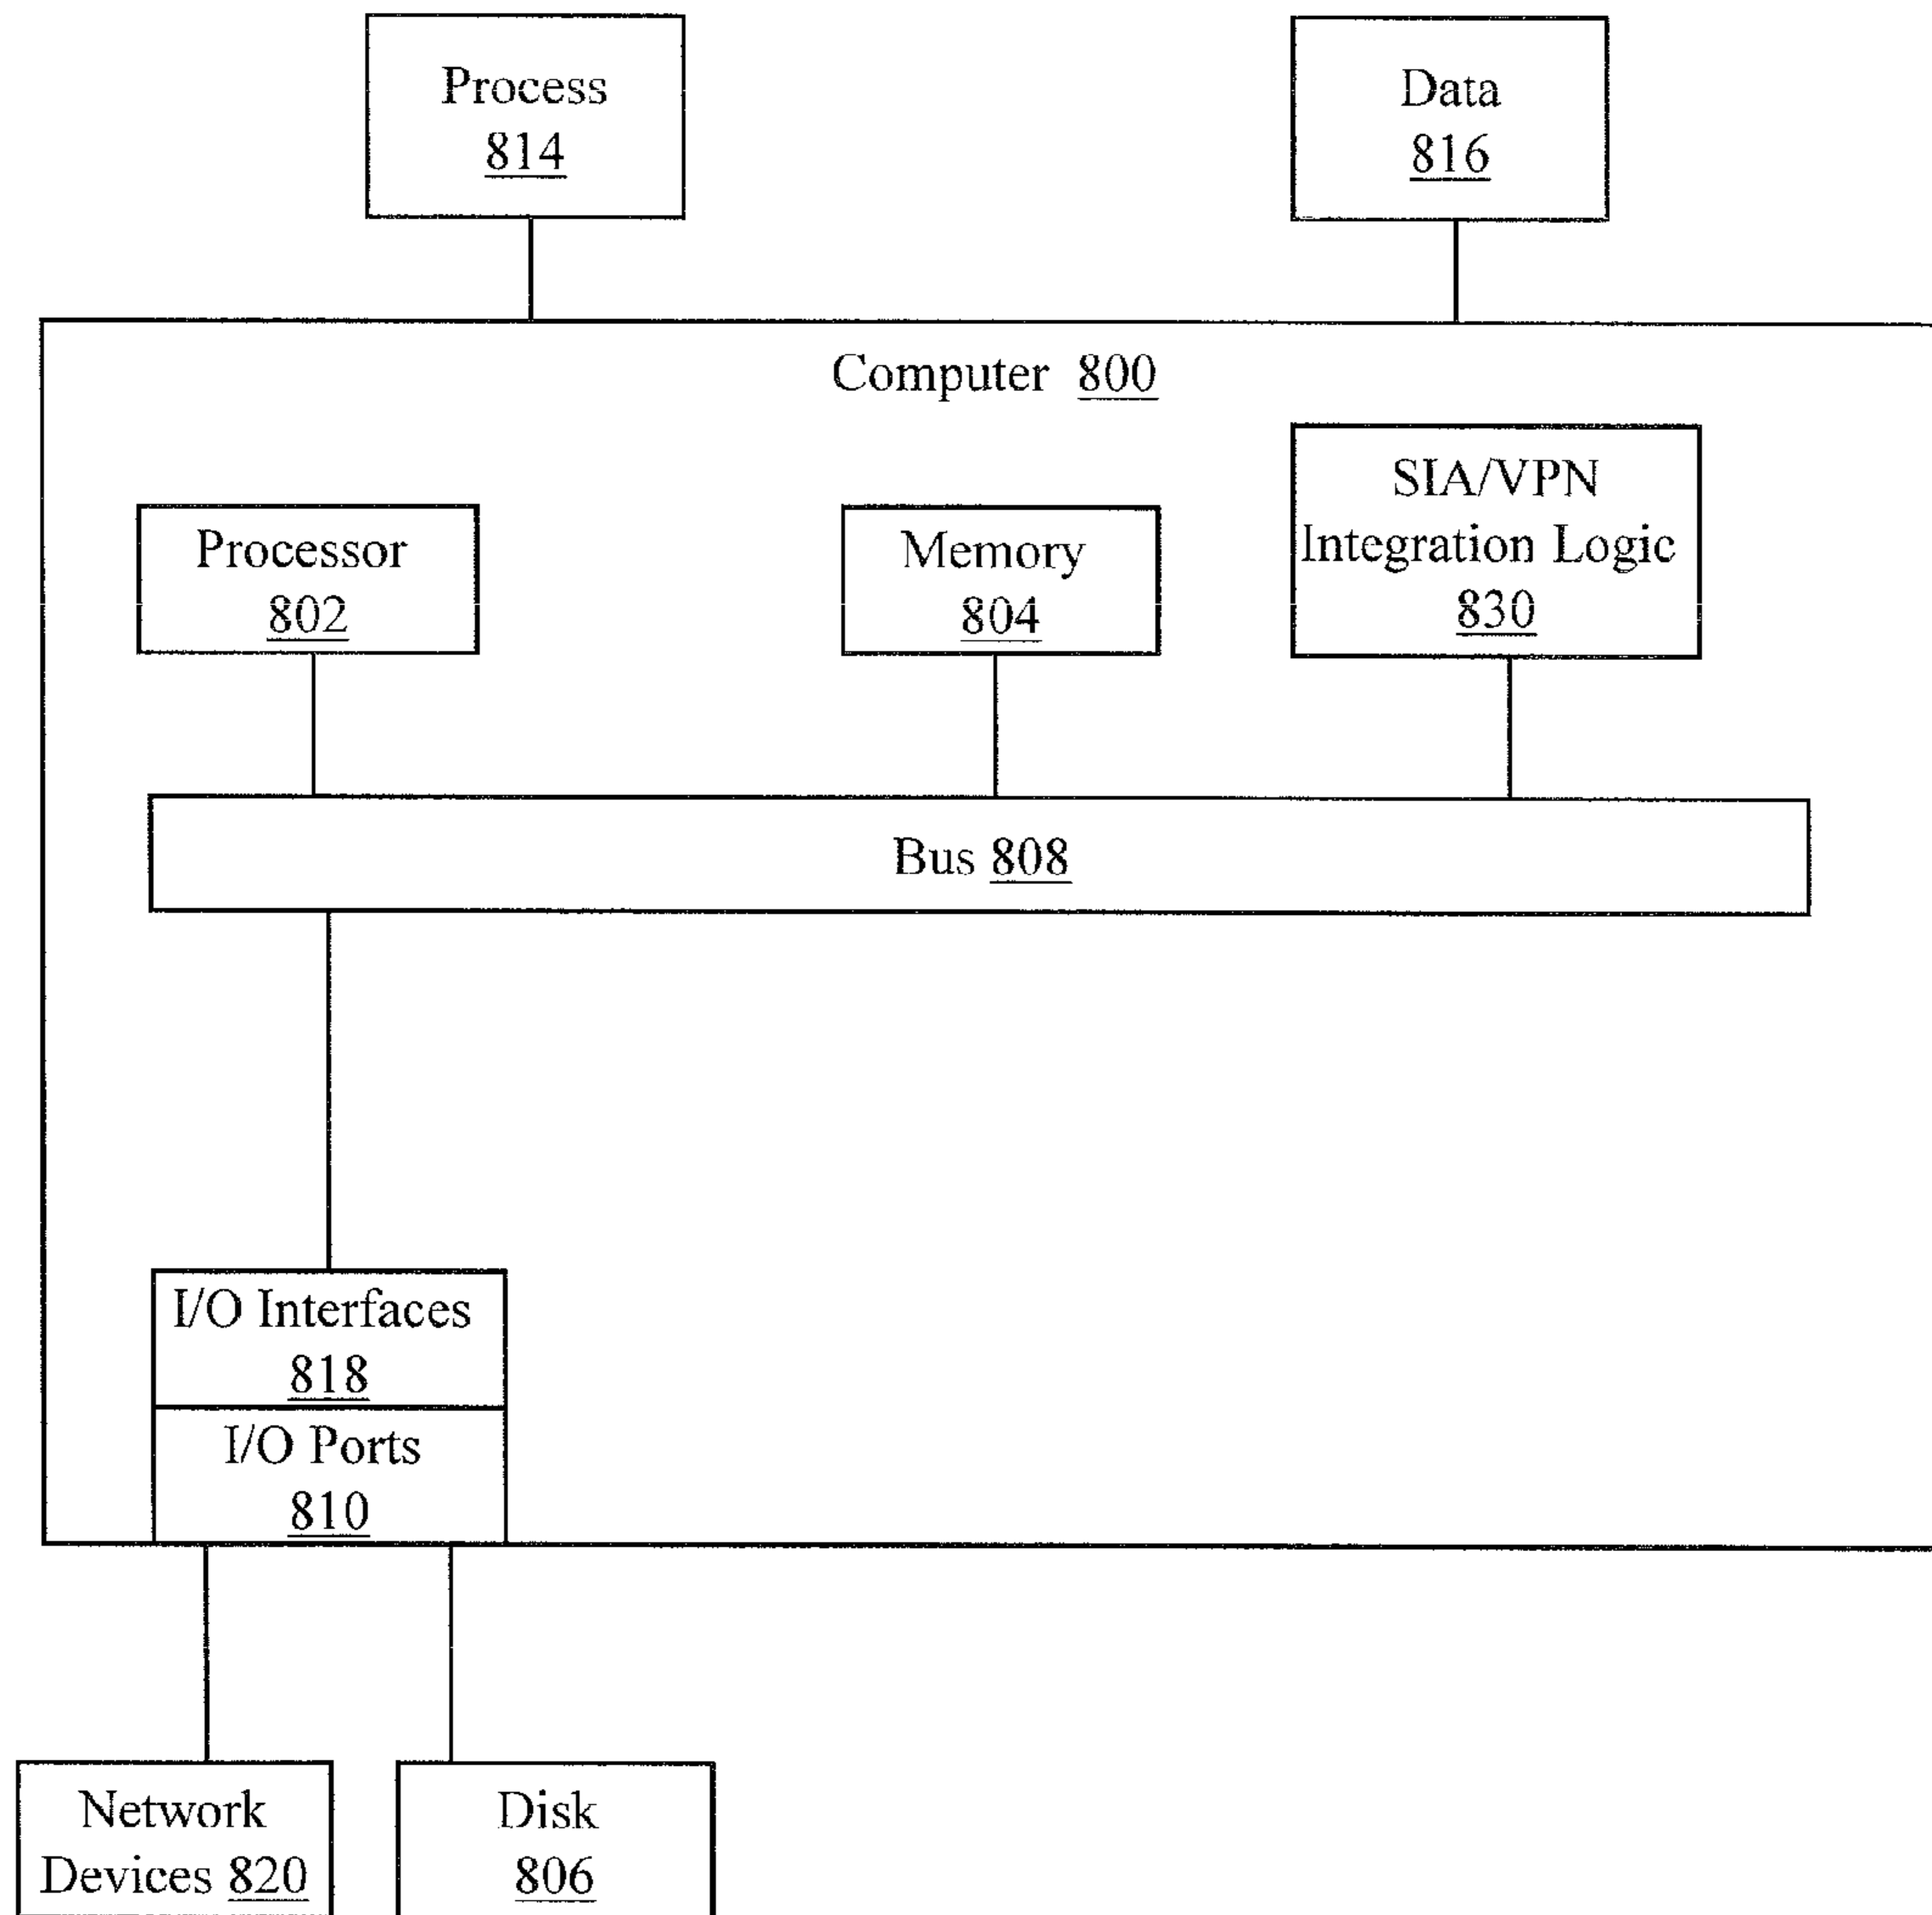 Process
814
Data
816
Computer 800
Processor
802
Memory
804
SIA/VPN
Integration Logic
830
Bus 808
I/O Interfaces
818
I/O Ports
810
Network
Devices 820
Disk
806